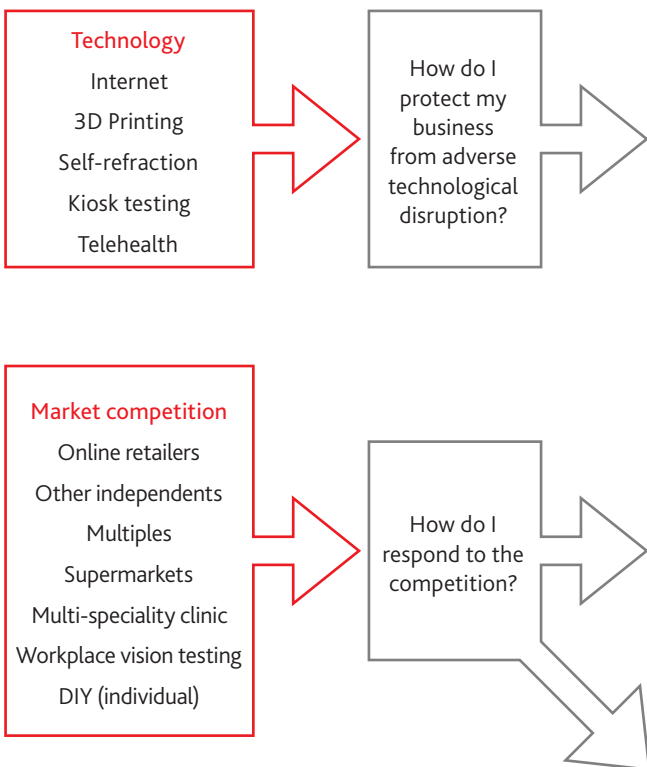 Technology
Internet
3D Printing
Self-refraction
Kiosk testing
Telehealth
How do I
protect my
business
from adverse
technological
disruption?
Market competition
Online retailers
Other independents
Multiples
Supermarkets
Multi-speciality clinic
Workplace vision testing
DIY (individual)
How do I
respond to the
competition?